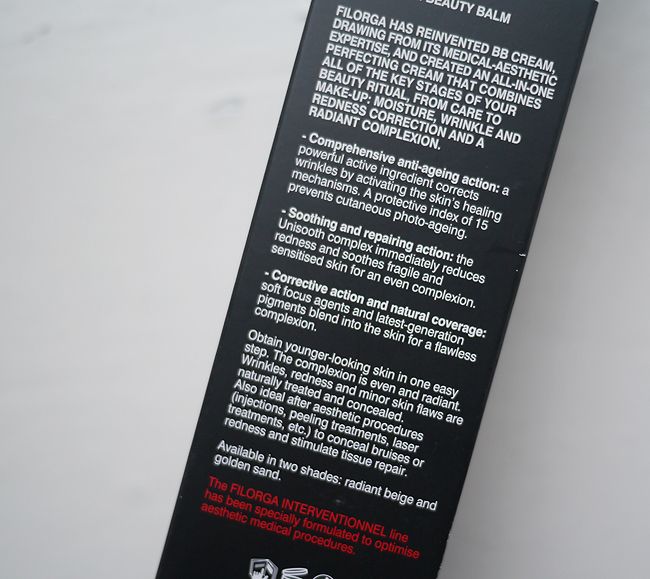 BEAUTY BALM
FILORGA HAS REINVENTED BB CREAM,
DRAWING FROM ITS MEDICAL-AESTHETIC
EXPERTISE, AND CREATED AN ALL-IN-ONE
PERFECTING CREAM THAT COMBINES
ALL OF THE KEY STAGES OF YOUR
BEAUTY RITUAL, FROM CARE TO
MAKE-UP: MOISTURE, WRINKLE AND
REDNESS CORRECTION AND A
RADIANT COMPLEXION.
- Comprehensive anti-ageing action: a
powerful active ingredient corrects
wrinkles by activating the skin's healing
mechanisms. A protective index of 15
prevents cutaneous photo-ageing.
- Soothing and repairing action: the
Unisooth complex immediately reduces
redness and soothes fragile and
sensitised skin for an even complexion.
- Corrective action and natural coverage:
soft focus agents and latest-generation
pigments blend into the skin for a flawless
complexion.
Obtain younger-looking skin in one easy
step. The complexion is even and radiant.
Wrinkles, redness and minor skin flaws are
naturally treated and concealed.
Also ideal after aesthetic procedures
(injections, peeling treatments, laser
treatments, etc.) to conceal bruises or
redness and stimulate tissue repair.
Available in two shades: radiant beige and
golden sand.
The FILORGA INTERVENTIONNEL line
has been specially formulated to optimise
aesthetic medical procedures.